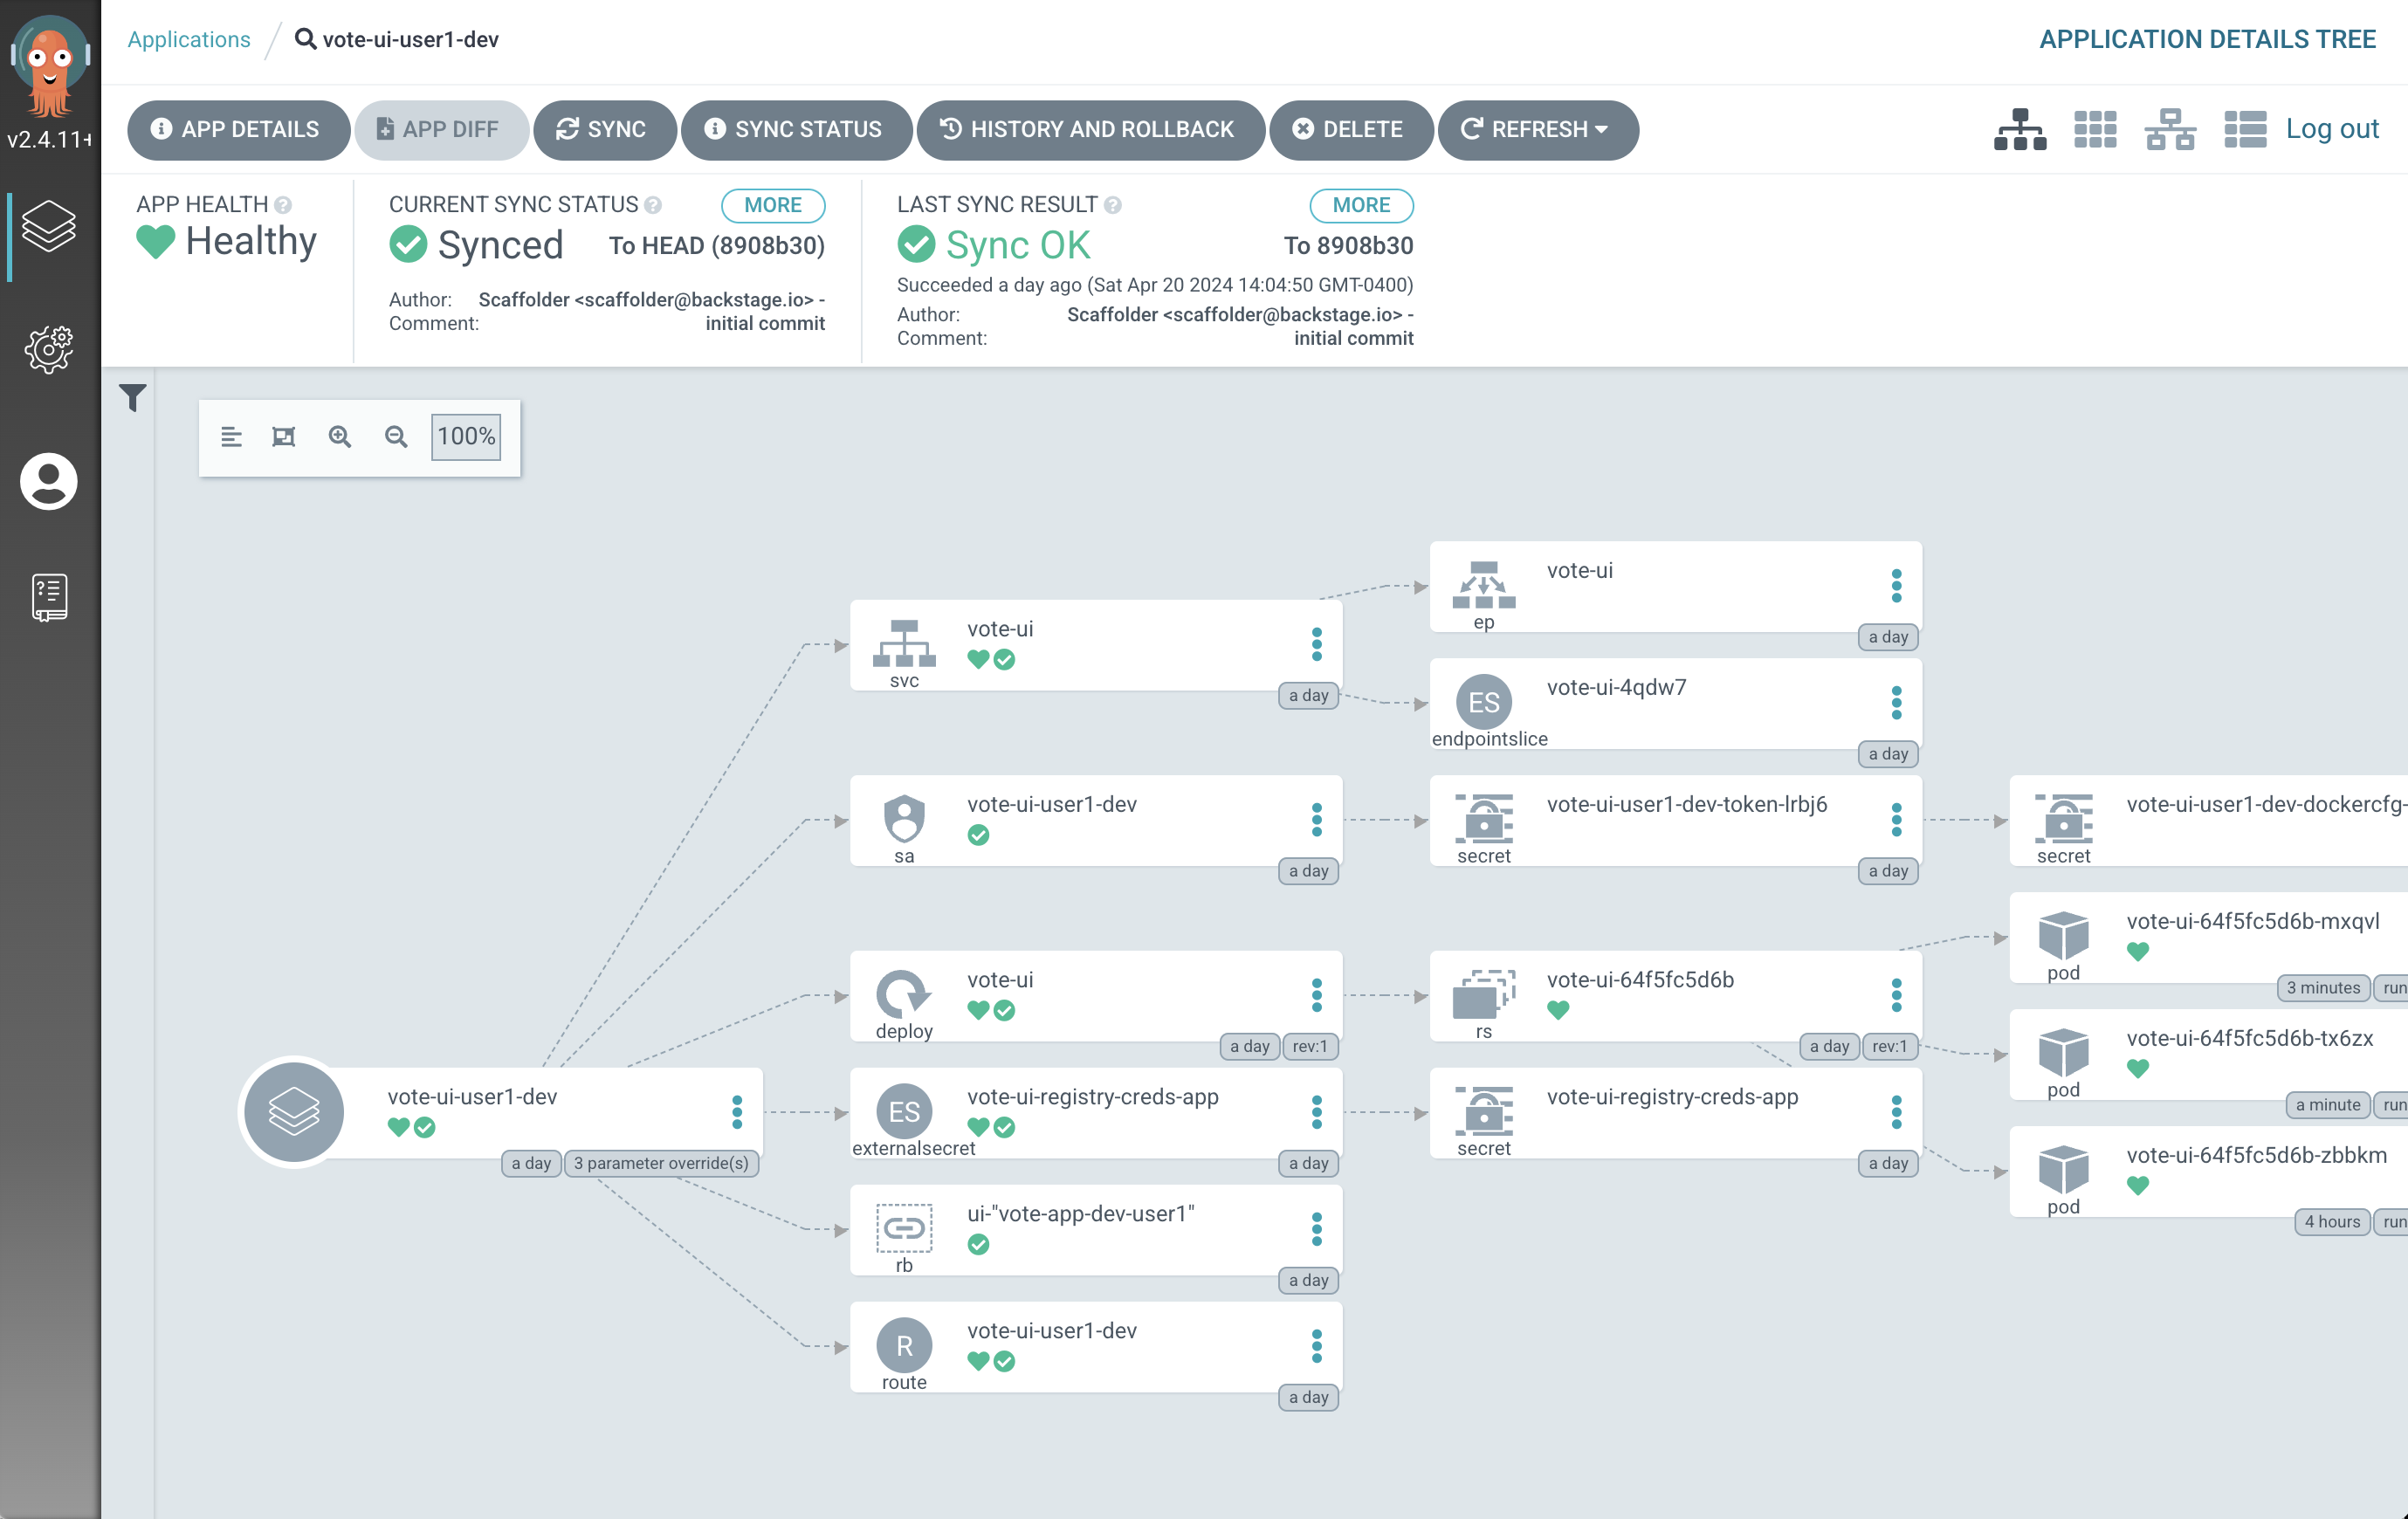 v2.4.11+
Applications / vote-ui-user1-dev
APPLICATION DETAILS TREE
APP DETAILS
APP DIFF
SYNC
SYNC STATUS
HISTORY AND ROLLBACK
DELETE
REFRESH
Log out
APP HEALTH
Healthy
CURRENT SYNC STATUS
MORE
Synced
To HEAD (8908b30)
Author: Scaffolder <scaffolder@backstage.io> -
Comment: initial commit
LAST SYNC RESULT
MORE
Sync OK
To 8908b30
Succeeded a day ago (Sat Apr 20 2024 14:04:50 GMT-0400)
Author: Scaffolder <scaffolder@backstage.io> -
Comment: initial commit
100%
vote-ui-user1-dev
a day
3 parameter override(s)
vote-ui
svc
a day
vote-ui-user1-dev
sa
a day
vote-ui
deploy
a day
rev:1
ES
vote-ui-registry-creds-app
externalsecret
a day
ui-"vote-app-dev-user1"
rb
a day
R
vote-ui-user1-dev
route
a day
vote-ui
ep
a day
ES
vote-ui-4qdw7
endpointslice
a day
vote-ui-user1-dev-token-lrbj6
secret
a day
vote-ui-64f5fc5d6b
rs
a day
rev:1
vote-ui-registry-creds-app
secret
a day
vote-ui-user1-dev-dockercfg-
secret
vote-ui-64f5fc5d6b-mxqvl
pod
3 minutes
run
vote-ui-64f5fc5d6b-tx6zx
pod
a minute
run
vote-ui-64f5fc5d6b-zbbkm
pod
4 hours
run